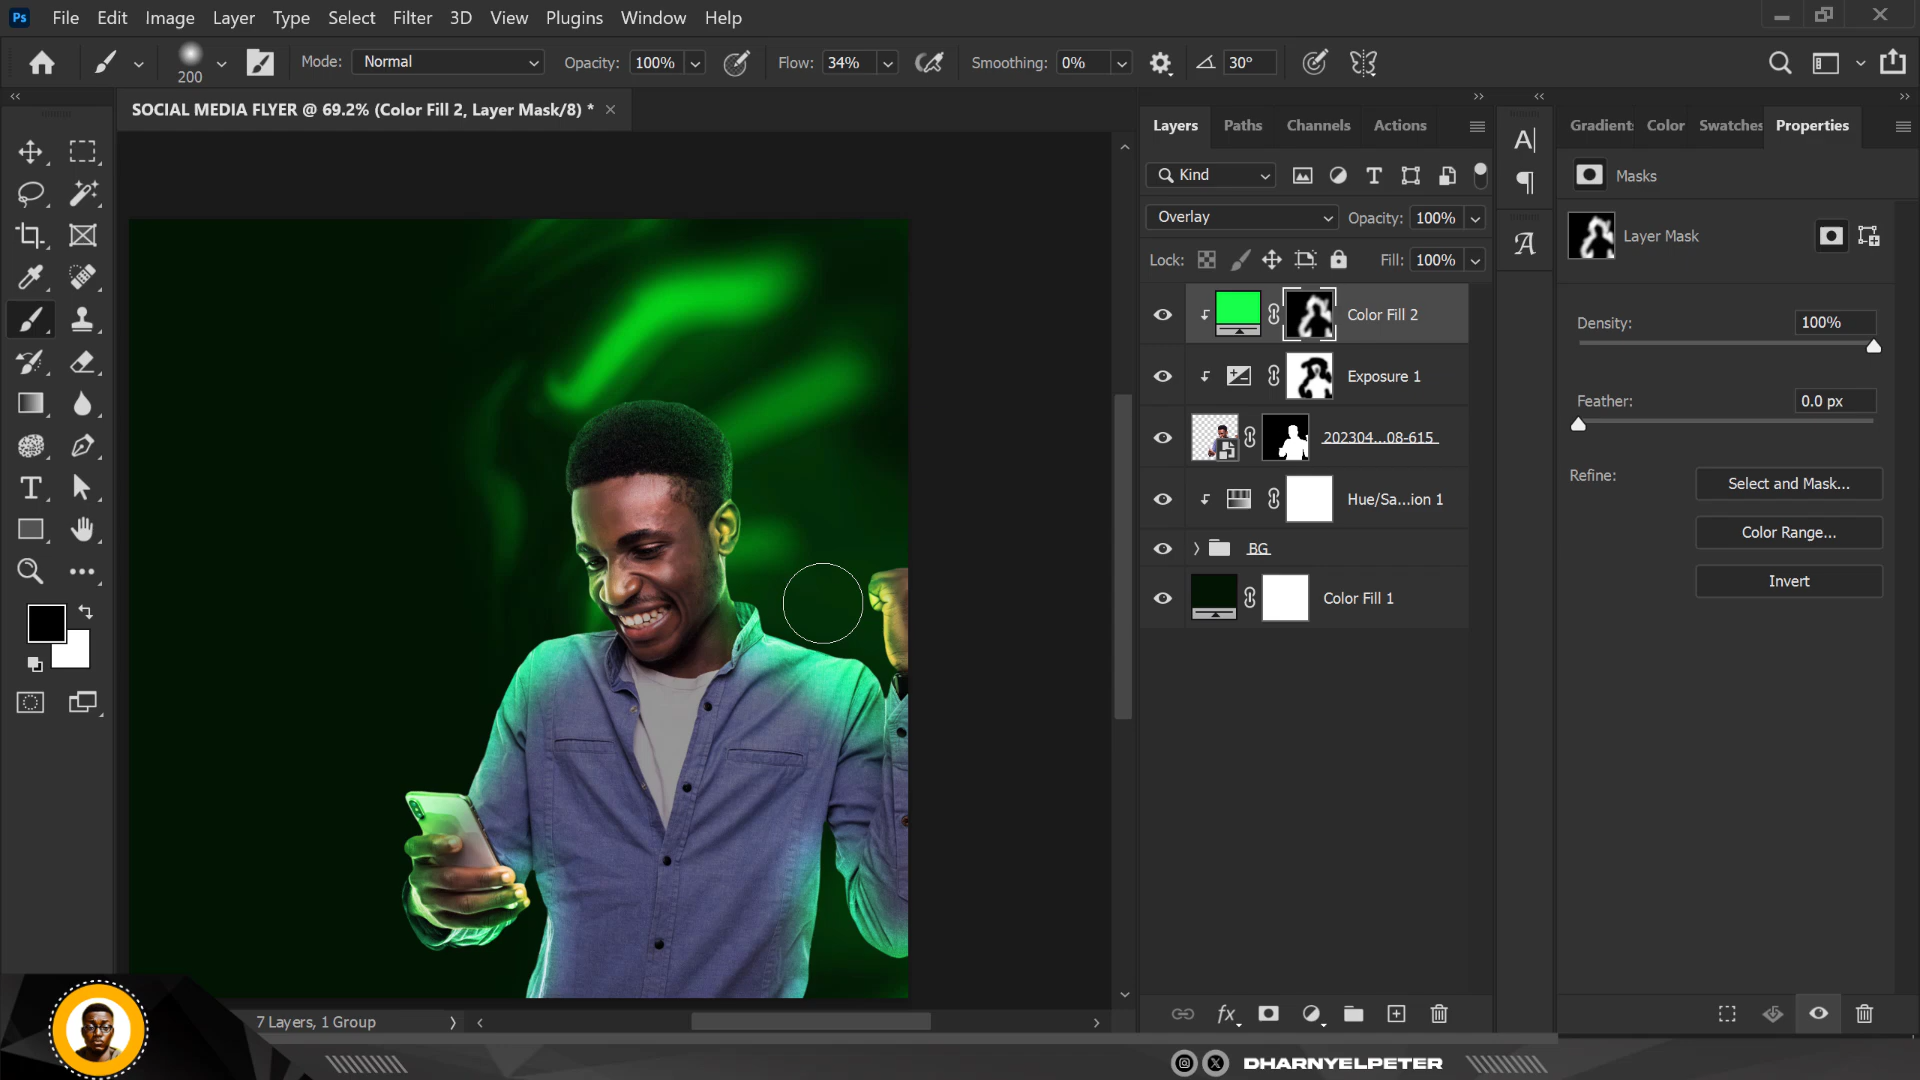 Ps File Edit Image Layer Type Select Filter 3D View Plugins Window Help
200 Mode: Normal Opacity: 100% Flow: 34% Smoothing: 0% 30°
SOCIAL MEDIA FLYER @ 69.2% (Color Fill 2, Layer Mask/8) *
Layers Paths Channels Actions
Kind
Overlay Opacity: 100%
Lock: Fill: 100%
Color Fill 2
Exposure 1
202304...08-615
Hue/Sa...ion 1
BG
Color Fill 1
Gradient Color Swatches Properties
Masks
Layer Mask
Density: 100%
Feather: 0.0 px
Refine: Select and Mask...
Color Range...
Invert
7 Layers, 1 Group
DHARNYELPETER